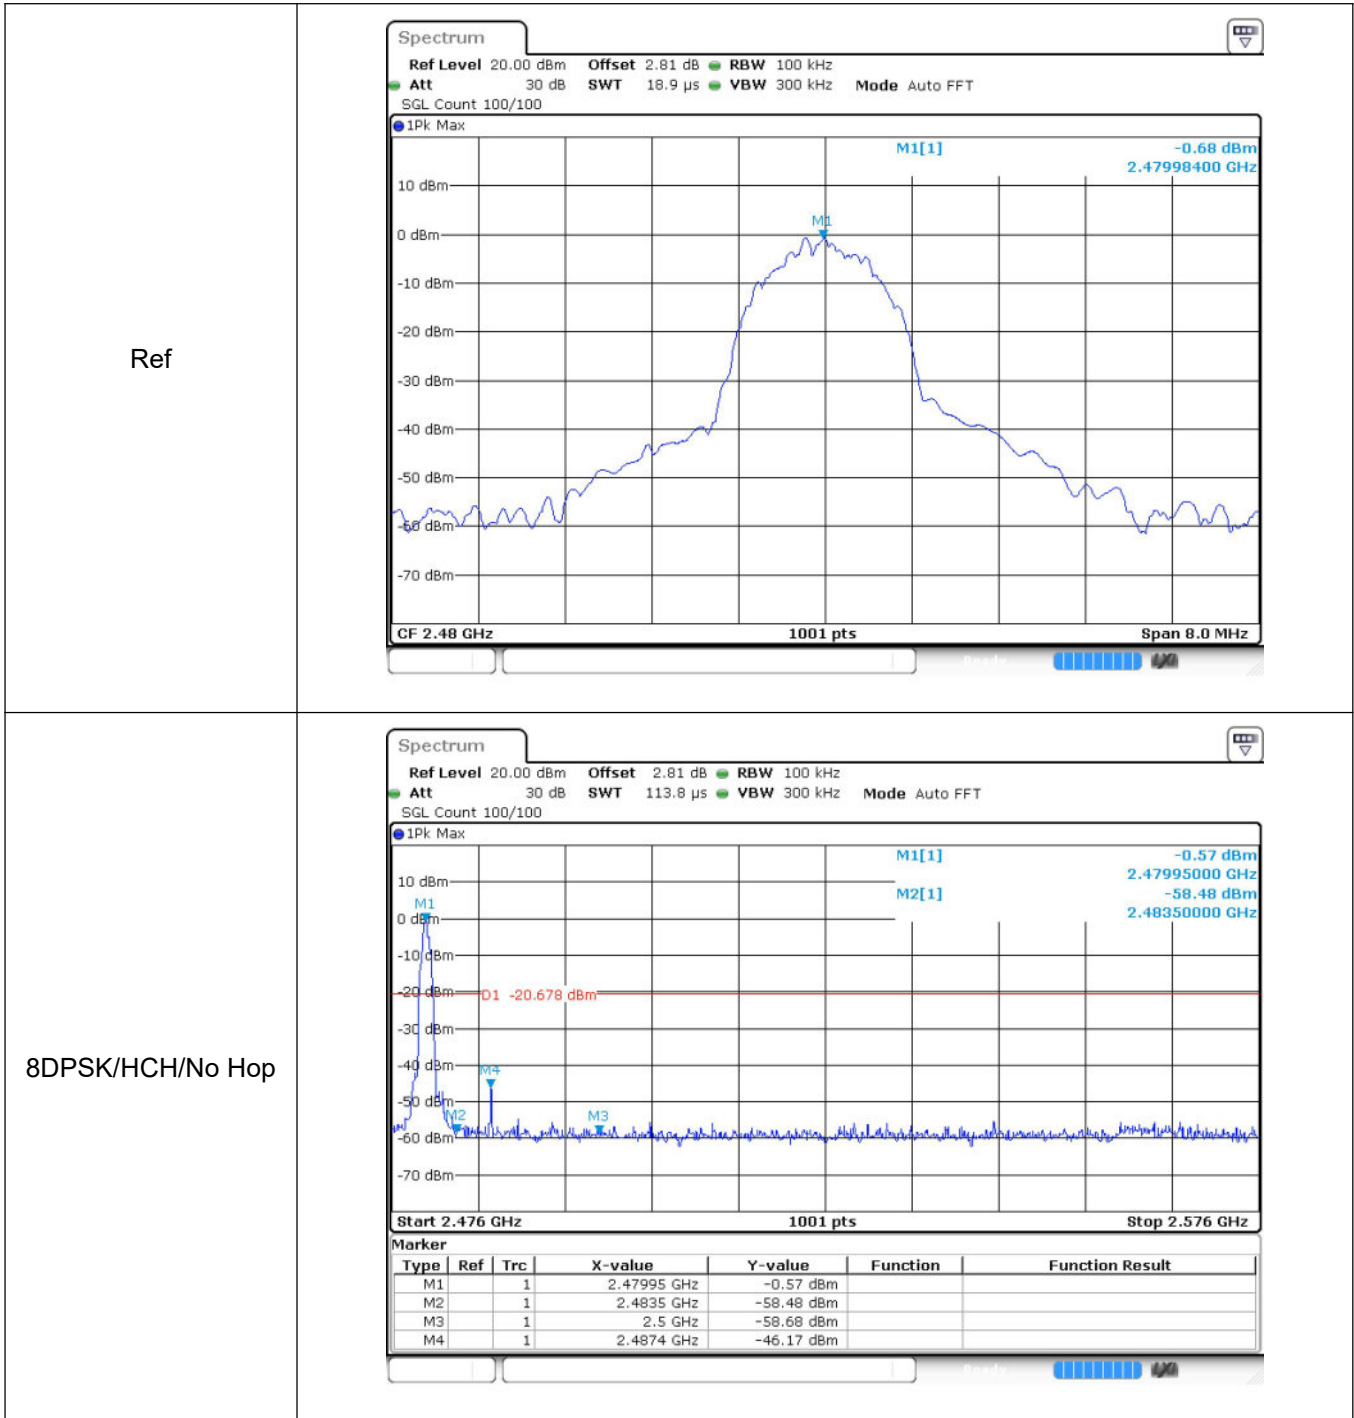 Ref
Spectrum
Ref Level 20.00 dBm Offset 2.81 dB RBW 100 kHz
Att 30 dB SWT 18.9 µs VBW 300 kHz Mode Auto FFT
SGL Count 100/100
1Pk Max
M1[1] -0.68 dBm
2.47998400 GHz
10 dBm
M1
0 dBm
-10 dBm
-20 dBm
-30 dBm
-40 dBm
-50 dBm
-60 dBm
-70 dBm
CF 2.48 GHz 1001 pts Span 8.0 MHz
Ready
8DPSK/HCH/No Hop
Spectrum
Ref Level 20.00 dBm Offset 2.81 dB RBW 100 kHz
Att 30 dB SWT 113.8 µs VBW 300 kHz Mode Auto FFT
SGL Count 100/100
1Pk Max
M1[1] -0.57 dBm
2.47995000 GHz
10 dBm
M2[1] -58.48 dBm
M1
2.48350000 GHz
0 dBm
-10 dBm
-20 dBm
D1 -20.678 dBm
-30 dBm
-40 dBm
M4
-50 dBm
M2
M3
-60 dBm
-70 dBm
Start 2.476 GHz 1001 pts Stop 2.576 GHz
Marker
Type Ref Trc X-value Y-value Function Function Result
M1 1 2.47995 GHz -0.57 dBm
M2 1 2.4835 GHz -58.48 dBm
M3 1 2.5 GHz -58.68 dBm
M4 1 2.4874 GHz -46.17 dBm
Ready